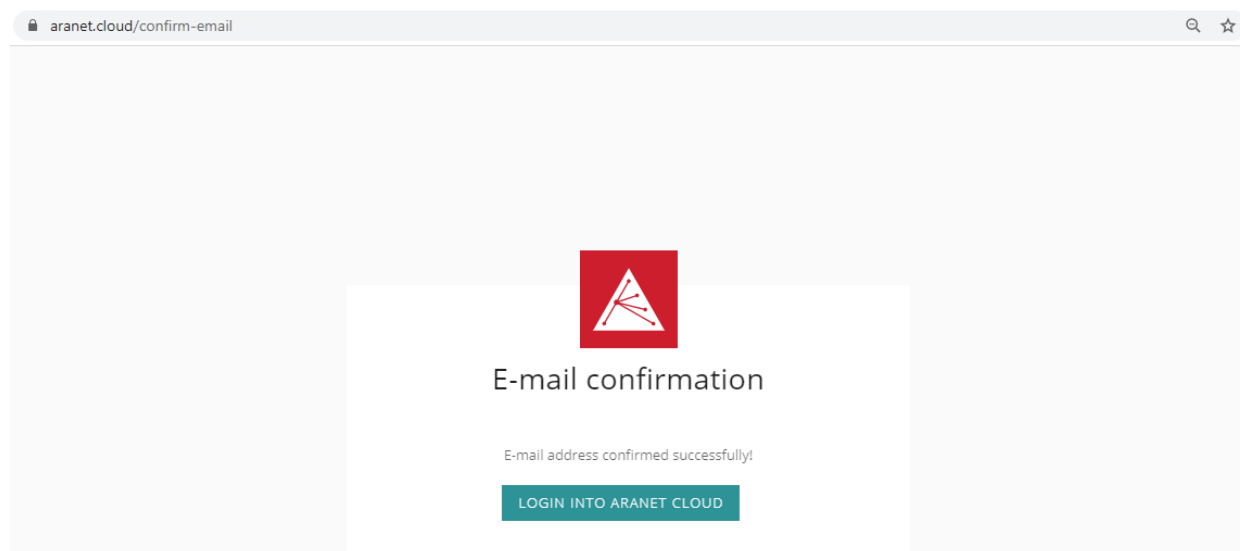 aranet.cloud/confirm-email
E-mail confirmation
E-mail address confirmed successfully!
LOGIN INTO ARANET CLOUD